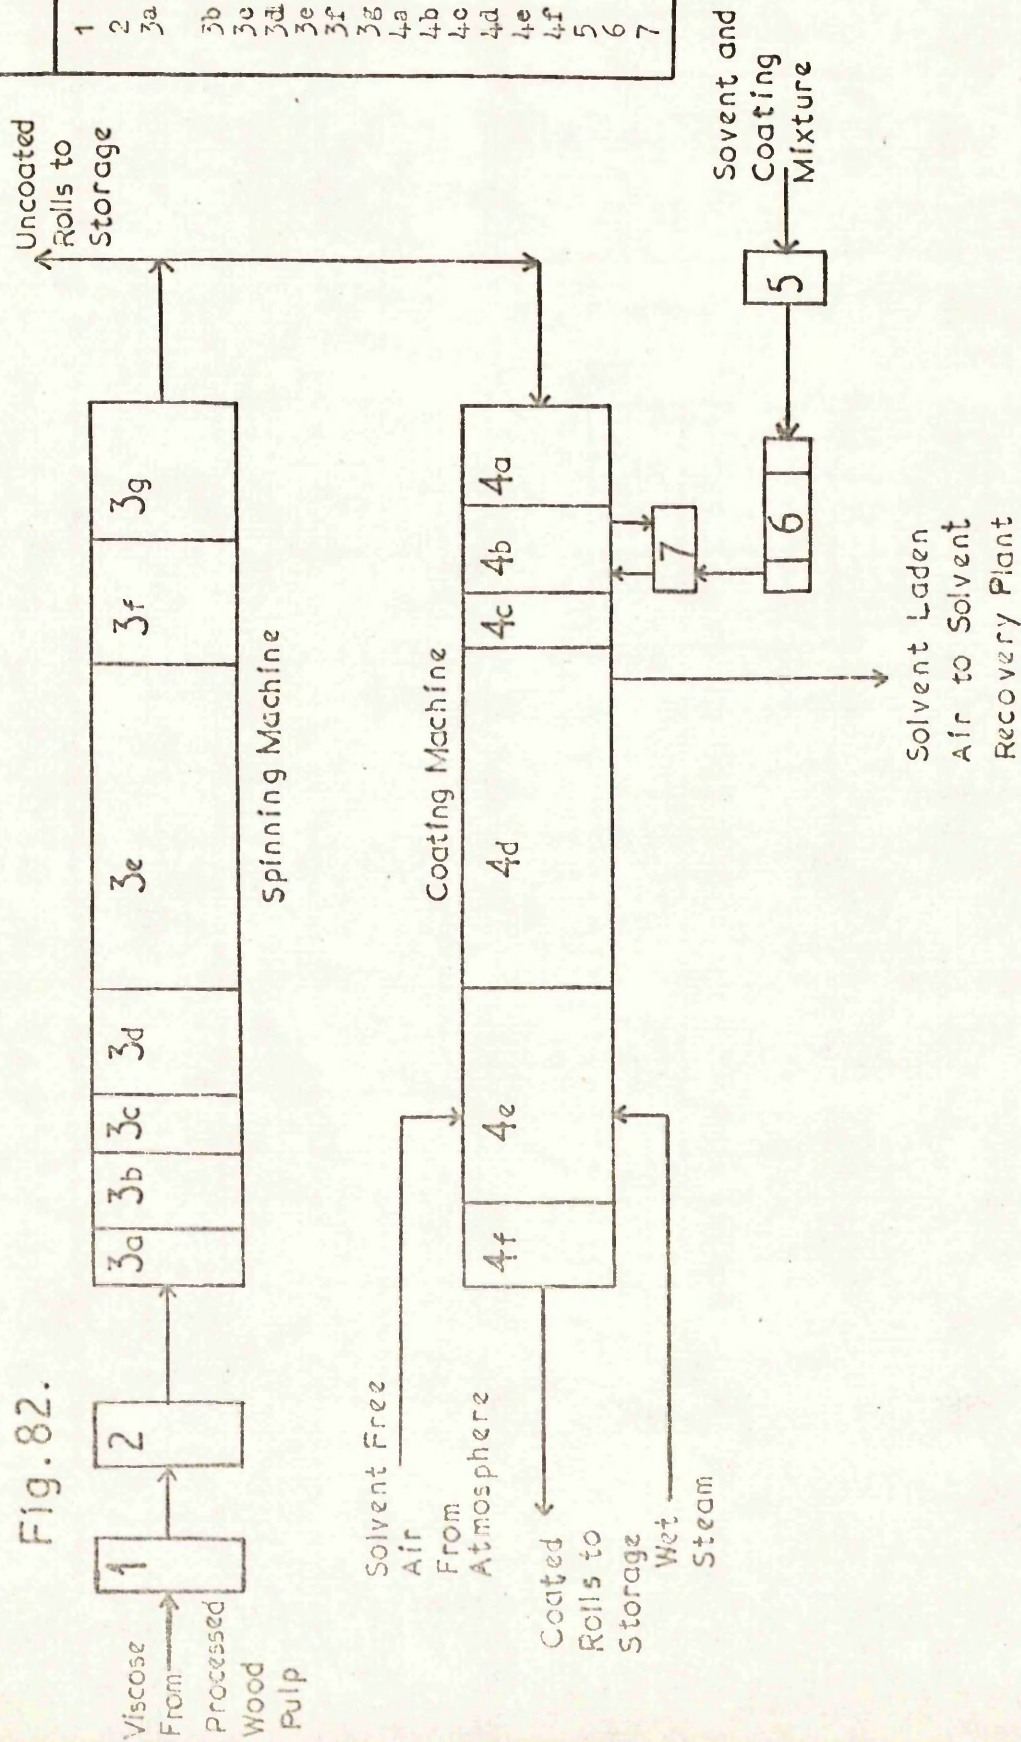 Fig. 82.
Viscose
From
Processed
Wood
Pulp
1
2
3a
3b
3c
3d
3e
3f
3g
Spinning Machine
Uncoated
Rolls to
Storage
Solvent Free
Air
From
Atmosphere
Coated
Rolls to
Storage
Wet
Steam
Coating Machine
4f
4e
4d
4c
4b
4a
7
6
5
Sovent and
Coating
Mixture
Solvent Laden
Air to Solvent
Recovery Plant
1
2
3a
3b
3c
3d
3e
3f
3g
4a
4b
4c
4d
4e
4f
5
6
7